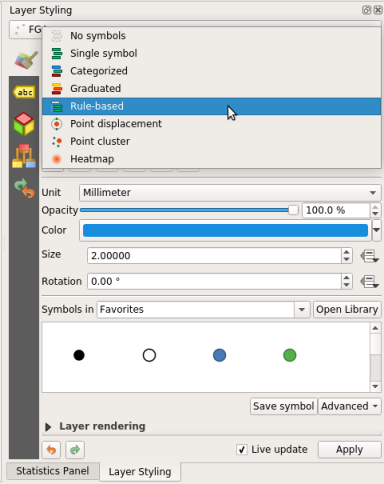 Layer Styling
FG
No symbols
Single symbol
abc
Categorized
Graduated
Rule-based
Point displacement
Point cluster
Heatmap
Unit Millimeter
Opacity 100.0 %
Color
Size 2.00000
Rotation 0.00 °
Symbols in Favorites Open Library
Save symbol Advanced
Layer rendering
Live update Apply
Statistics Panel Layer Styling